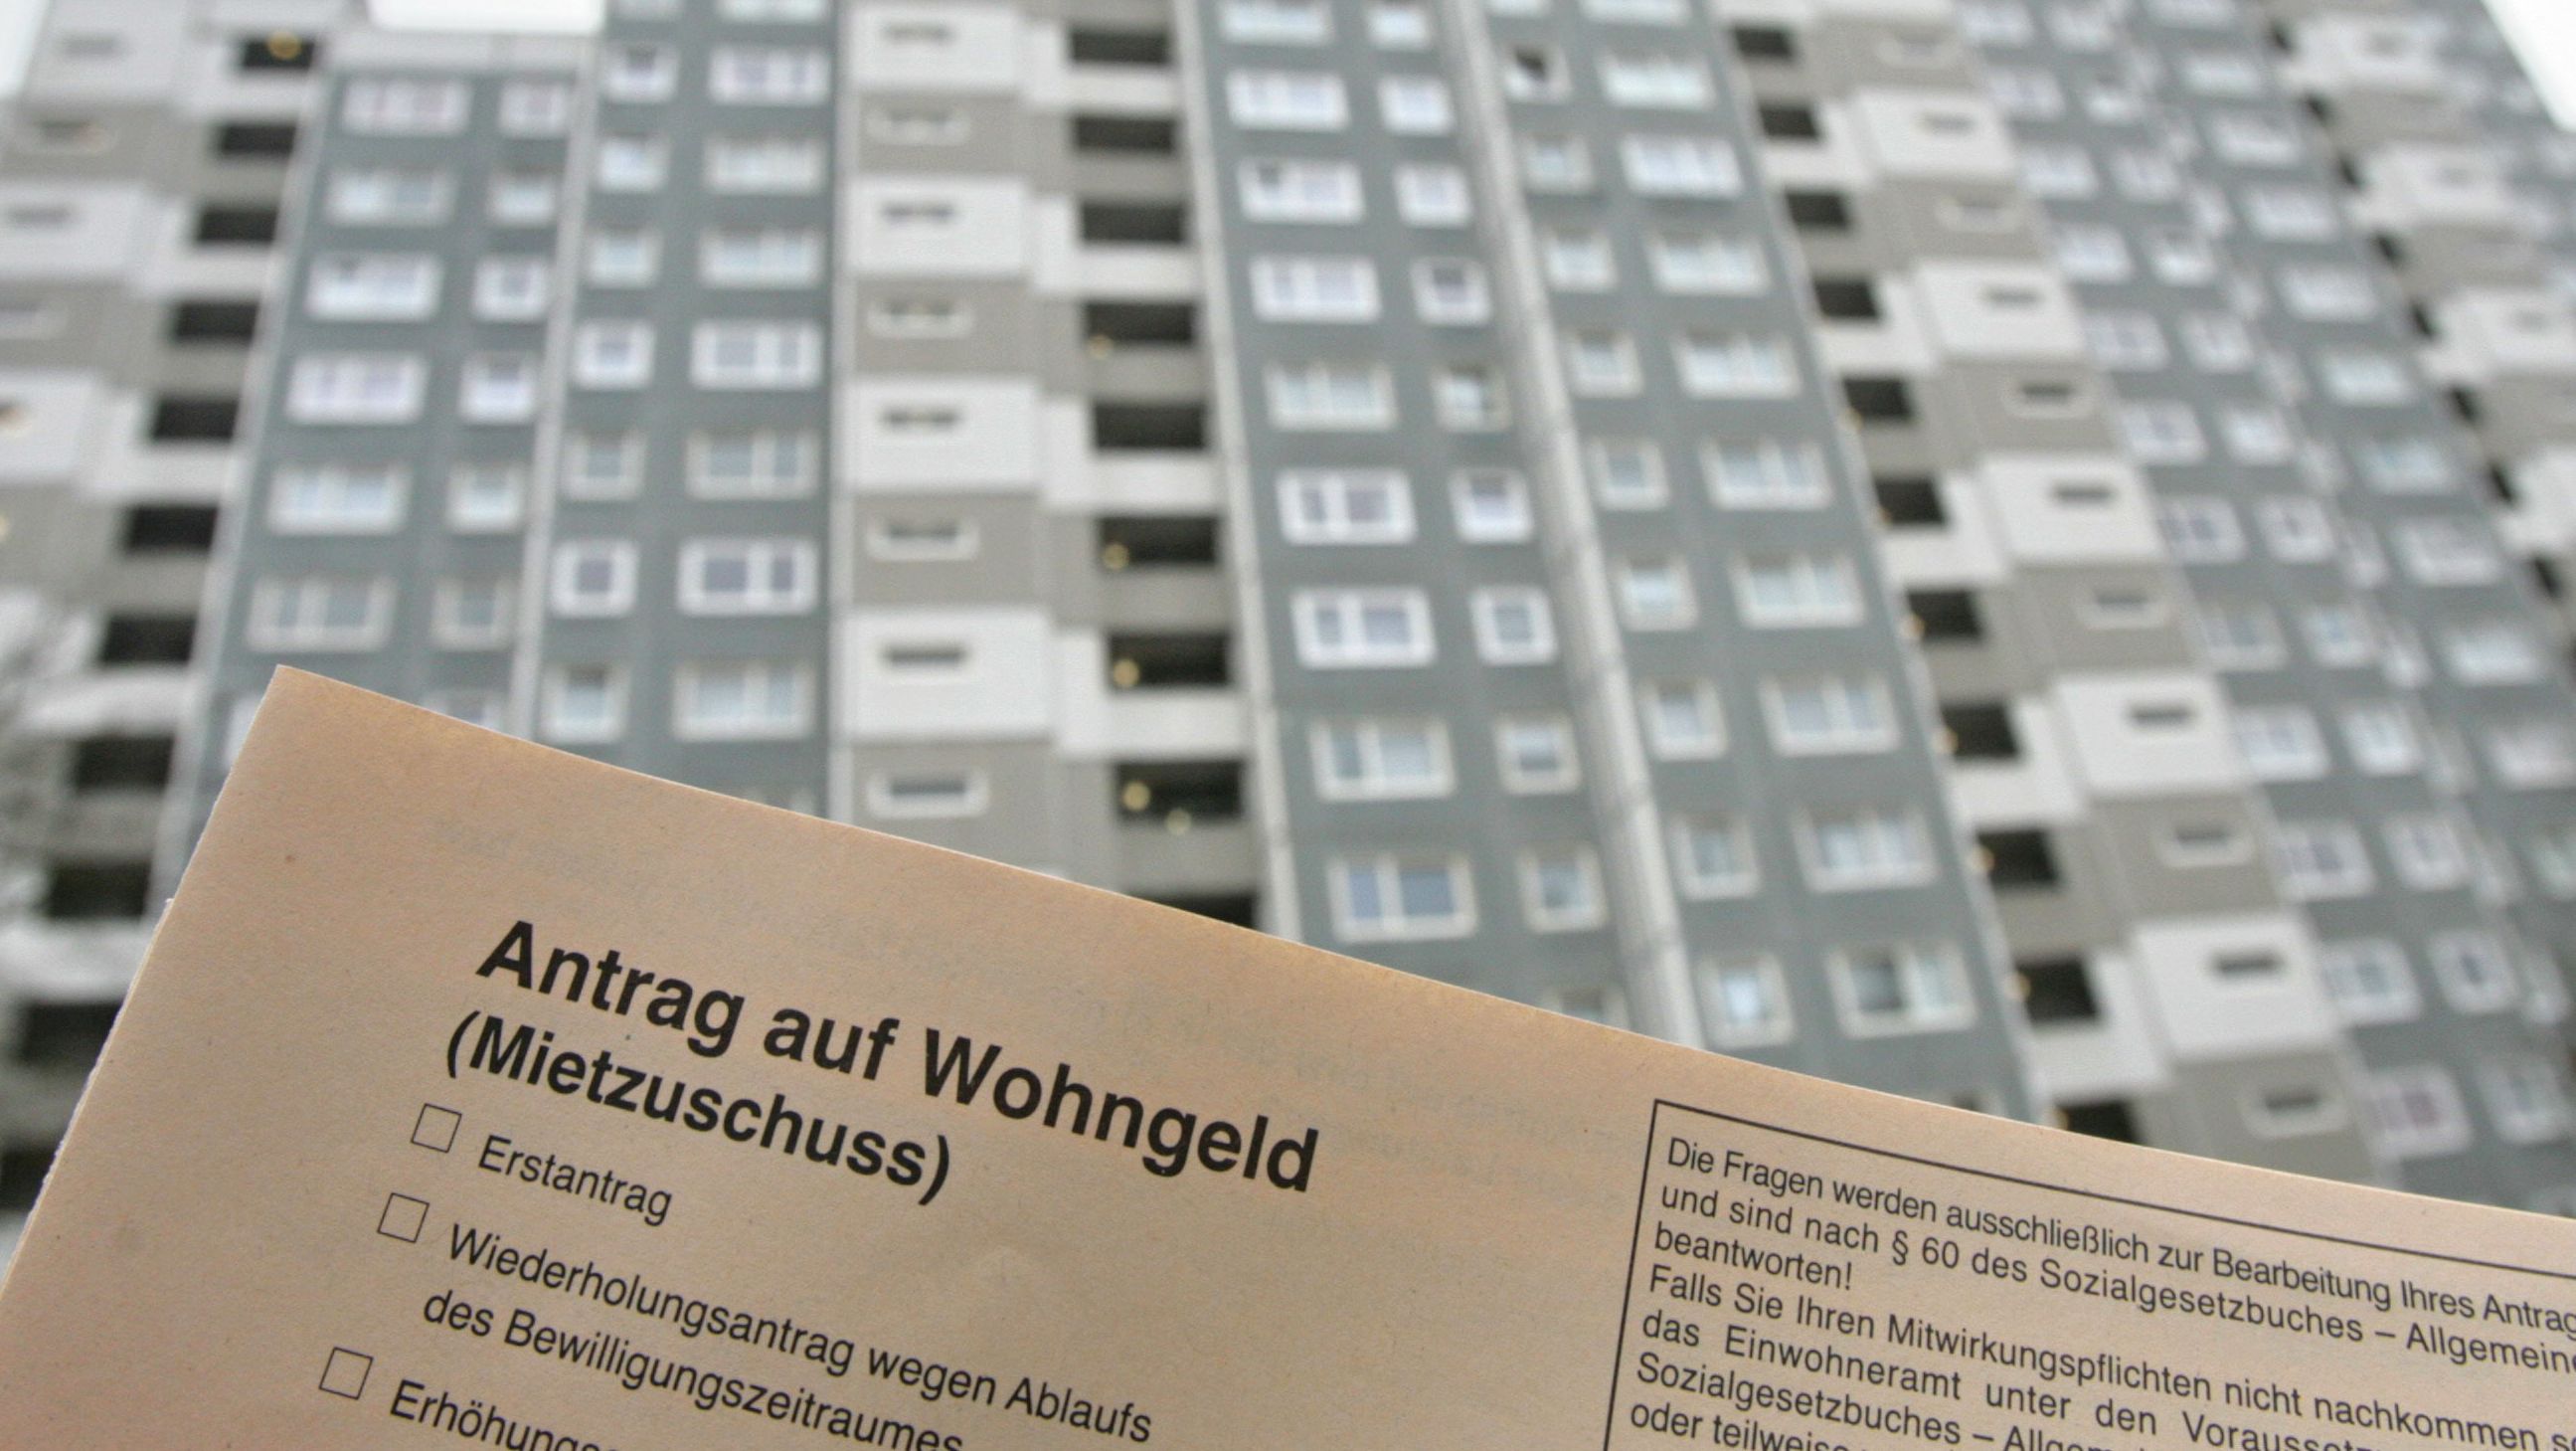 Antrag auf Wohngeld
(Mietzuschuss)
Erstantrag
Wiederholungsantrag wegen Ablaufs
des Bewilligungszeitraumes
Die Fragen werden ausschließlich zur Bearbeitung Ihres
und sind nach § 60 des Sozialgesetzbuches –
beantworten!
Falls Sie Ihren Mitwirkungspflichten nicht nachkommen
das Einwohneramt unter den
Sozialgesetzbuches –
oder